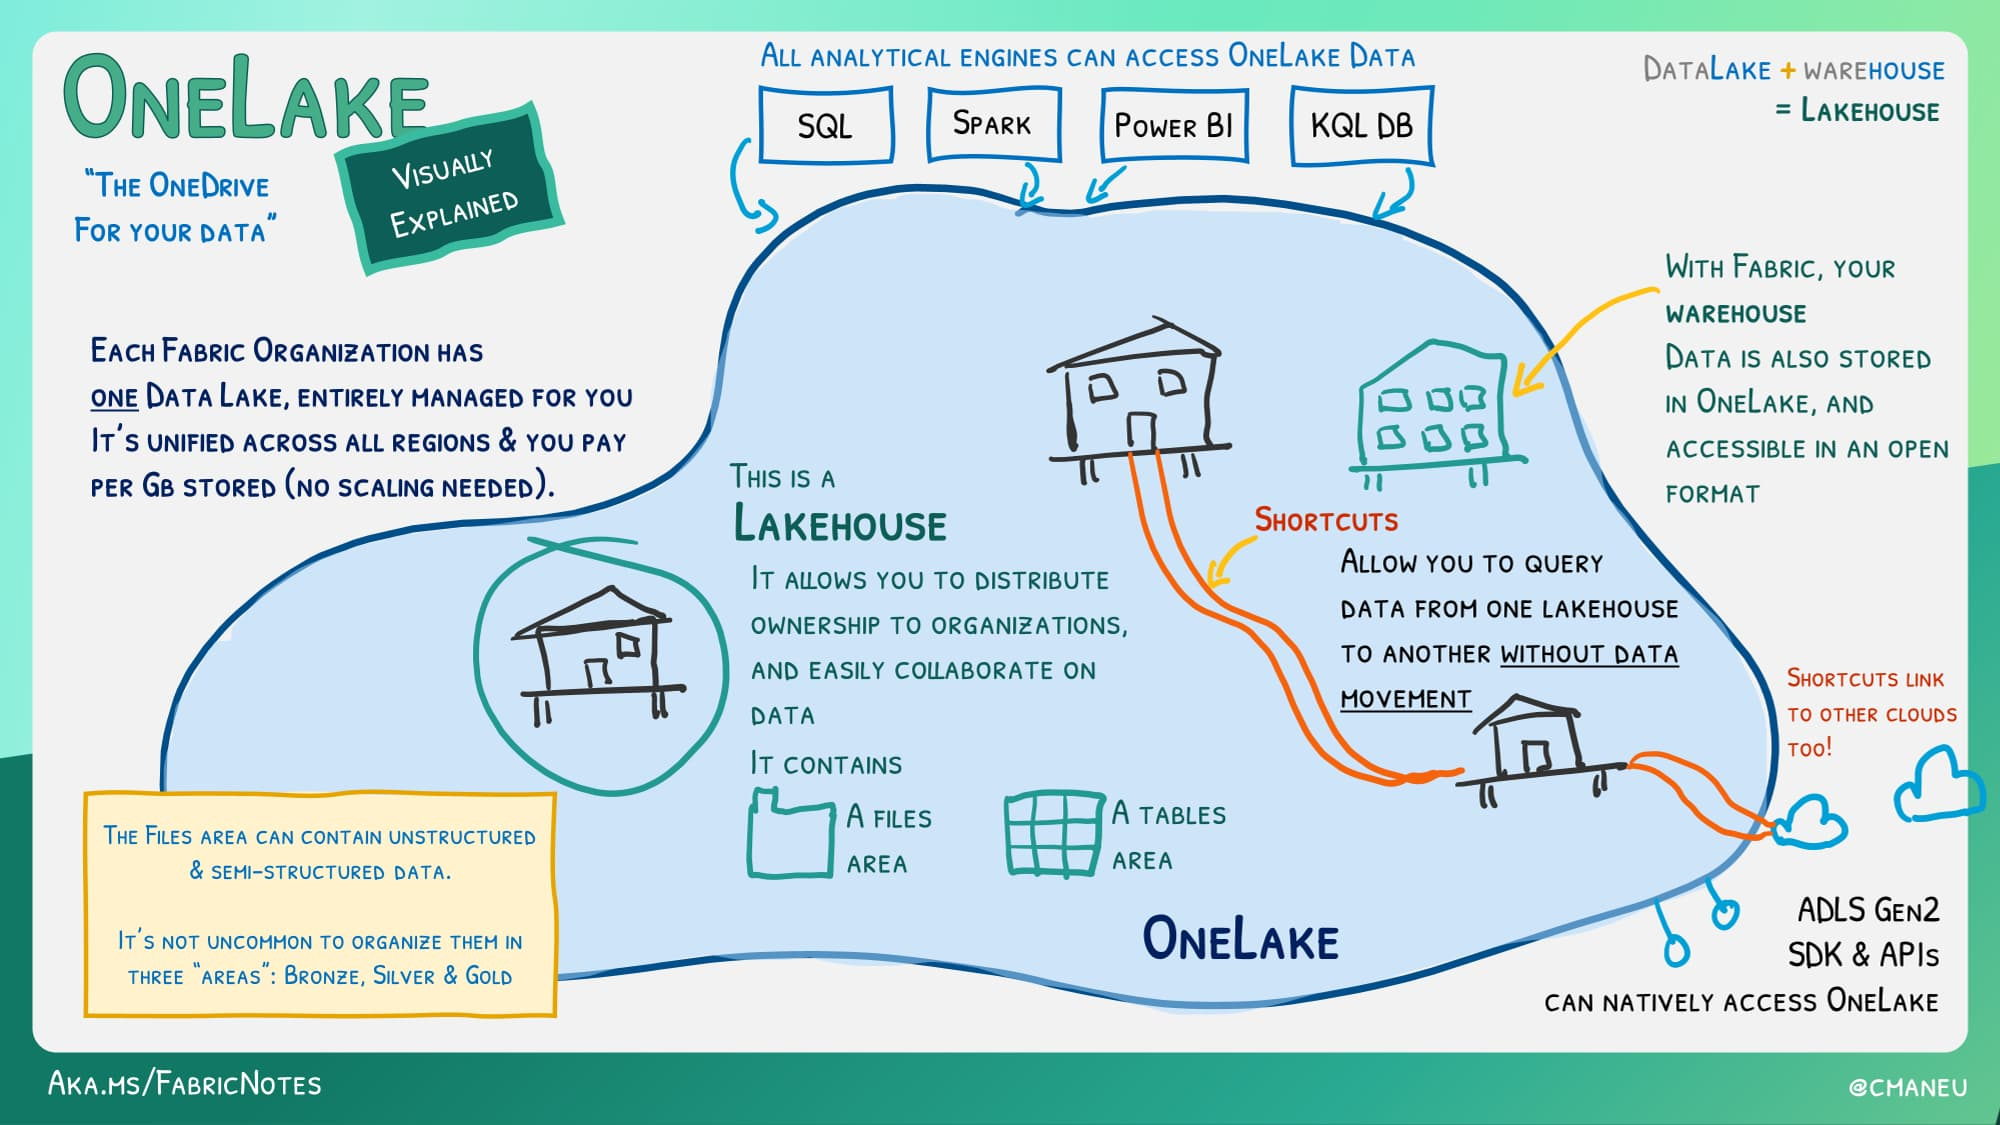 OneLake
Visually
Explained
"The OneDrive
For your data"
Each Fabric Organization has
one Data Lake, entirely managed for you
It's unified across all regions & you pay
per Gb stored (no scaling needed).
All analytical engines can access OneLake Data
SQL
Spark
Power BI
KQL DB
DataLake + warehouse
= Lakehouse
With Fabric, your
warehouse
Data is also stored
in OneLake, and
accessible in an open
format
This is a
Lakehouse
It allows you to distribute
ownership to organizations,
and easily collaborate on
data
It contains
A files
area
A tables
area
Shortcuts
Allow you to query
data from one lakehouse
to another without data
movement
Shortcuts link
to other clouds
too!
The Files area can contain unstructured
& semi-structured data.
It's not uncommon to organize them in
three "areas": Bronze, Silver & Gold
OneLake
ADLS Gen2
SDK & APIs
can natively access OneLake
Aka.ms/FabricNotes
@cmaneu